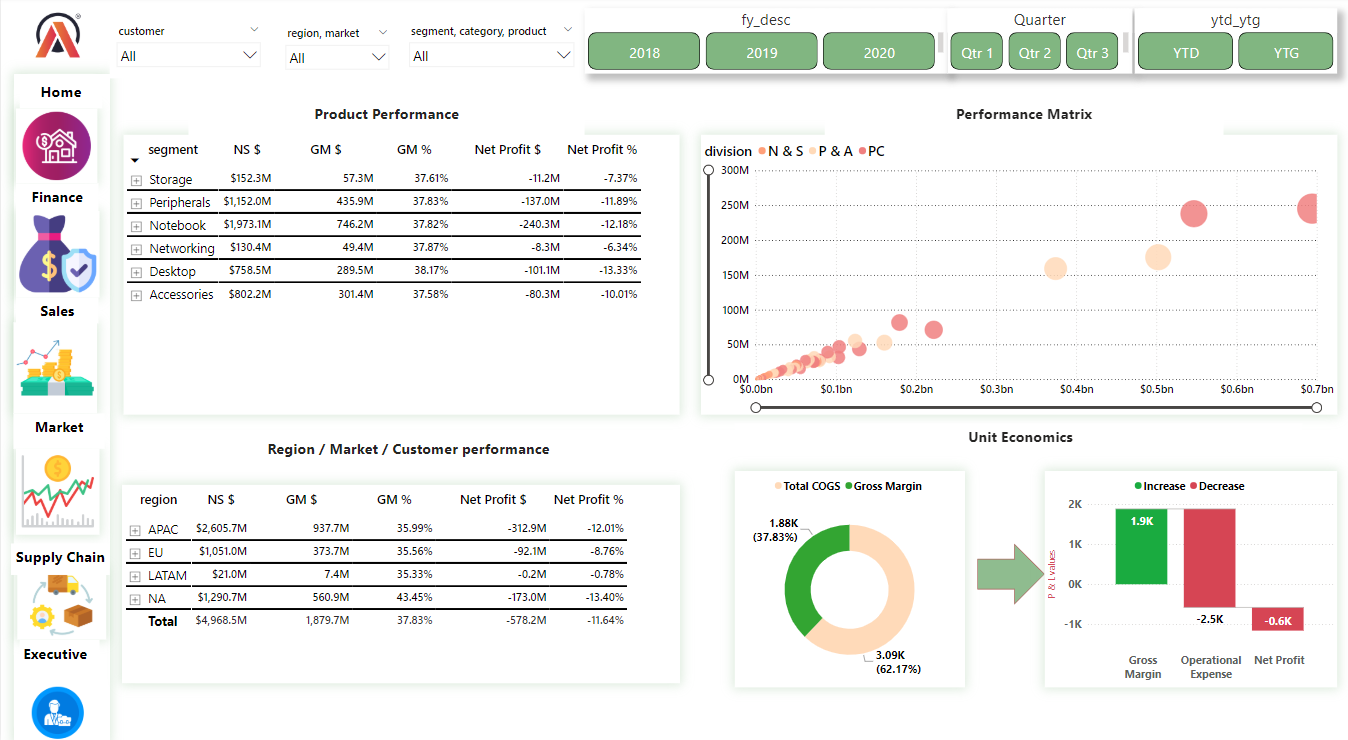 customer
All
region, market
All
segment, category, product
All
fy_desc
2018 2019 2020
Quarter
Qtr 1 Qtr 2 Qtr 3
ytd_ytg
YTD YTG
Home
Finance
Sales
Market
Supply Chain
Executive
Product Performance
segment NS $ GM $ GM % Net Profit $ Net Profit %
Storage $152.3M 57.3M 37.61% -11.2M -7.37%
Peripherals $1,152.0M 435.9M 37.83% -137.0M -11.89%
Notebook $1,973.1M 746.2M 37.82% -240.3M -12.18%
Networking $130.4M 49.4M 37.87% -8.3M -6.34%
Desktop $758.5M 289.5M 38.17% -101.1M -13.33%
Accessories $802.2M 301.4M 37.58% -80.3M -10.01%
Performance Matrix
division N & S P & A PC
300M
250M
200M
150M
100M
50M
0M
$0.0bn $0.1bn $0.2bn $0.3bn $0.4bn $0.5bn $0.6bn $0.7bn
Region / Market / Customer performance
region NS $ GM $ GM % Net Profit $ Net Profit %
APAC $2,605.7M 937.7M 35.99% -312.9M -12.01%
EU $1,051.0M 373.7M 35.56% -92.1M -8.76%
LATAM $21.0M 7.4M 35.33% -0.2M -0.78%
NA $1,290.7M 560.9M 43.45% -173.0M -13.40%
Total $4,968.5M 1,879.7M 37.83% -578.2M -11.64%
Unit Economics
Total COGS Gross Margin
1.88K
(37.83%)
3.09K
(62.17%)
Increase Decrease
P & L values
2K
1K
0K
-1K
1.9K
-2.5K
-0.6K
Gross Margin
Operational Expense
Net Profit